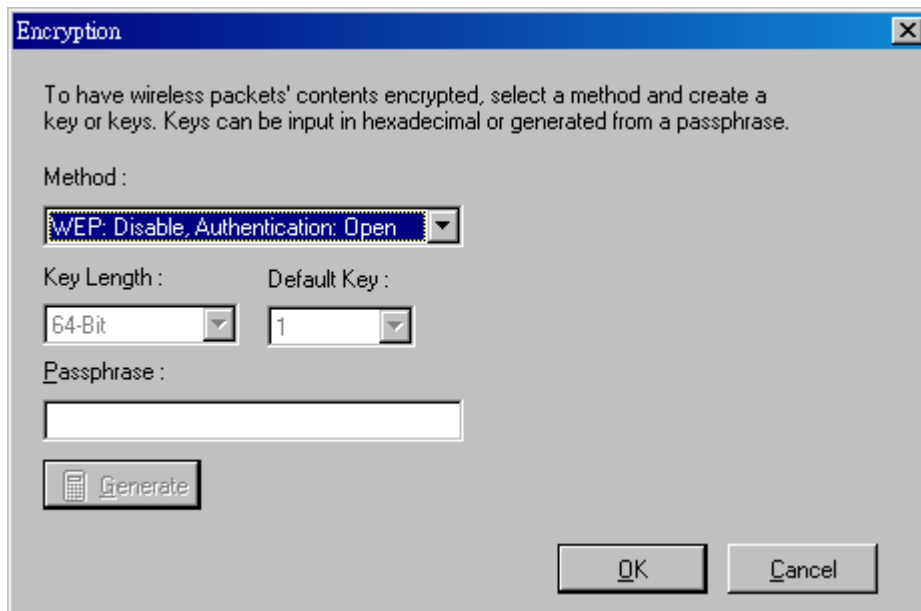 Encryption
To have wireless packets' contents encrypted, select a method and create a
key or keys. Keys can be input in hexadecimal or generated from a passphrase.
Method :
WEP: Disable, Authentication: Open
Key Length :
Default Key :
64-Bit
1
Passphrase :
Generate
OK
Cancel